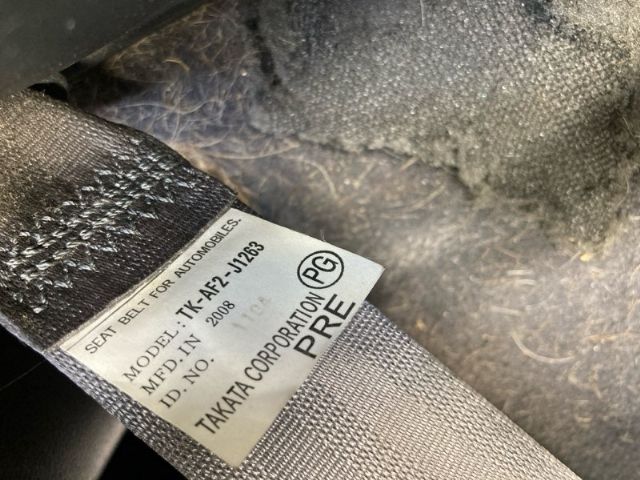 SEAT BELT FOR AUTOMOBILES.
MODEL : TK-AF2-J1263
MFD. IN 2008
ID. NO.
TAKATA CORPORATION PG
PRE